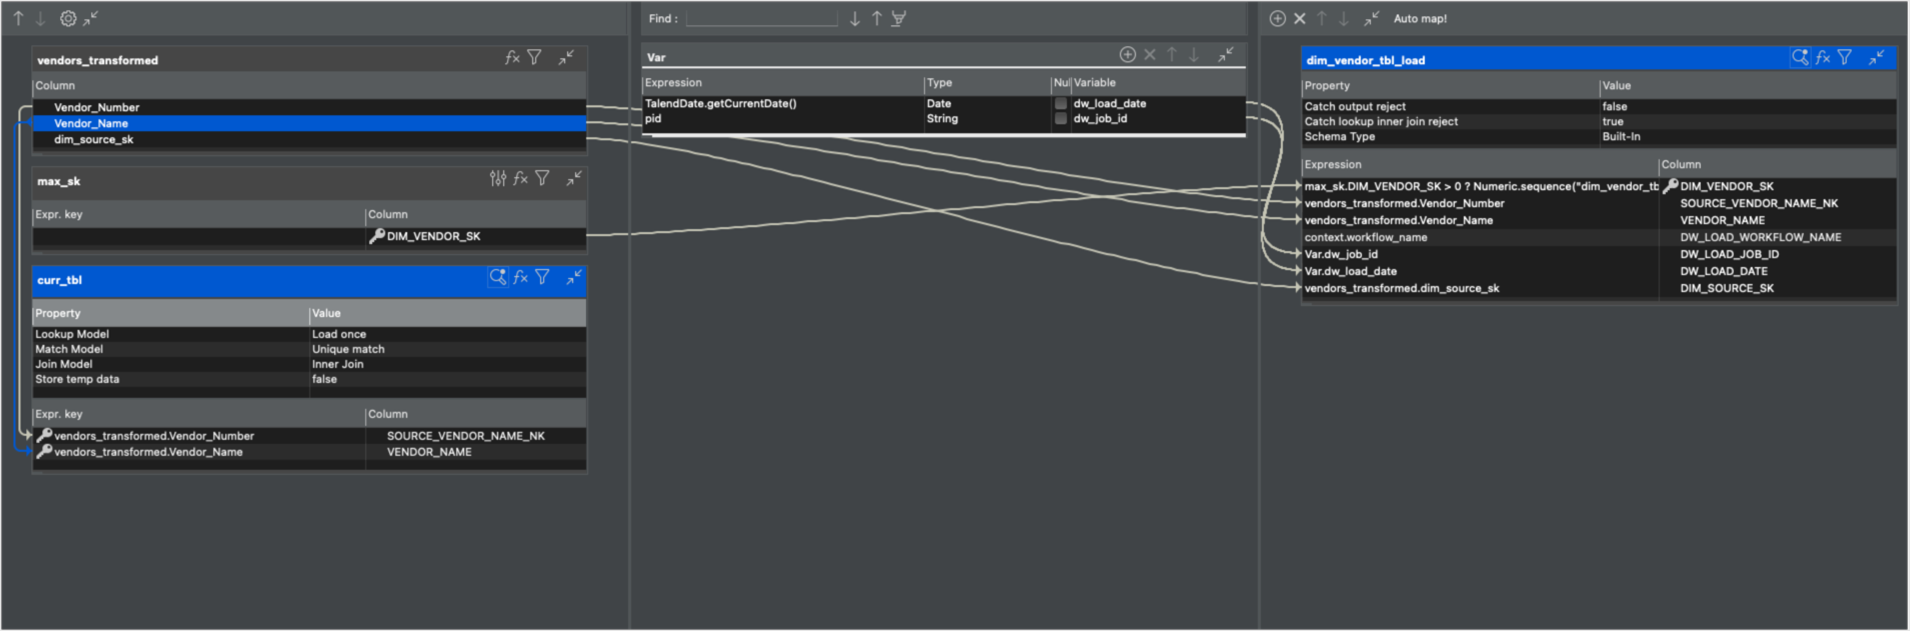 Find :
Auto map!
vendors_transformed
Column
Vendor_Number
Vendor_Name
dim_source_sk
max_sk
Expr. key Column
DIM_VENDOR_SK
curr_tbl
Property Value
Lookup Model Load once
Match Model Unique match
Join Model Inner Join
Store temp data false
Expr. key Column
vendors_transformed.Vendor_Number SOURCE_VENDOR_NAME_NK
vendors_transformed.Vendor_Name VENDOR_NAME
Var
Expression Type Nul Variable
TalendDate.getCurrentDate() Date dw_load_date
pid String dw_job_id
dim_vendor_tbl_load
Property Value
Catch output reject false
Catch lookup inner join reject true
Schema Type Built-In
Expression Column
max_sk.DIM_VENDOR_SK > 0 ? Numeric.sequence("dim_vendor_tb DIM_VENDOR_SK
vendors_transformed.Vendor_Number SOURCE_VENDOR_NAME_NK
vendors_transformed.Vendor_Name VENDOR_NAME
context.workflow_name DW_LOAD_WORKFLOW_NAME
Var.dw_job_id DW_LOAD_JOB_ID
Var.dw_load_date DW_LOAD_DATE
vendors_transformed.dim_source_sk DIM_SOURCE_SK